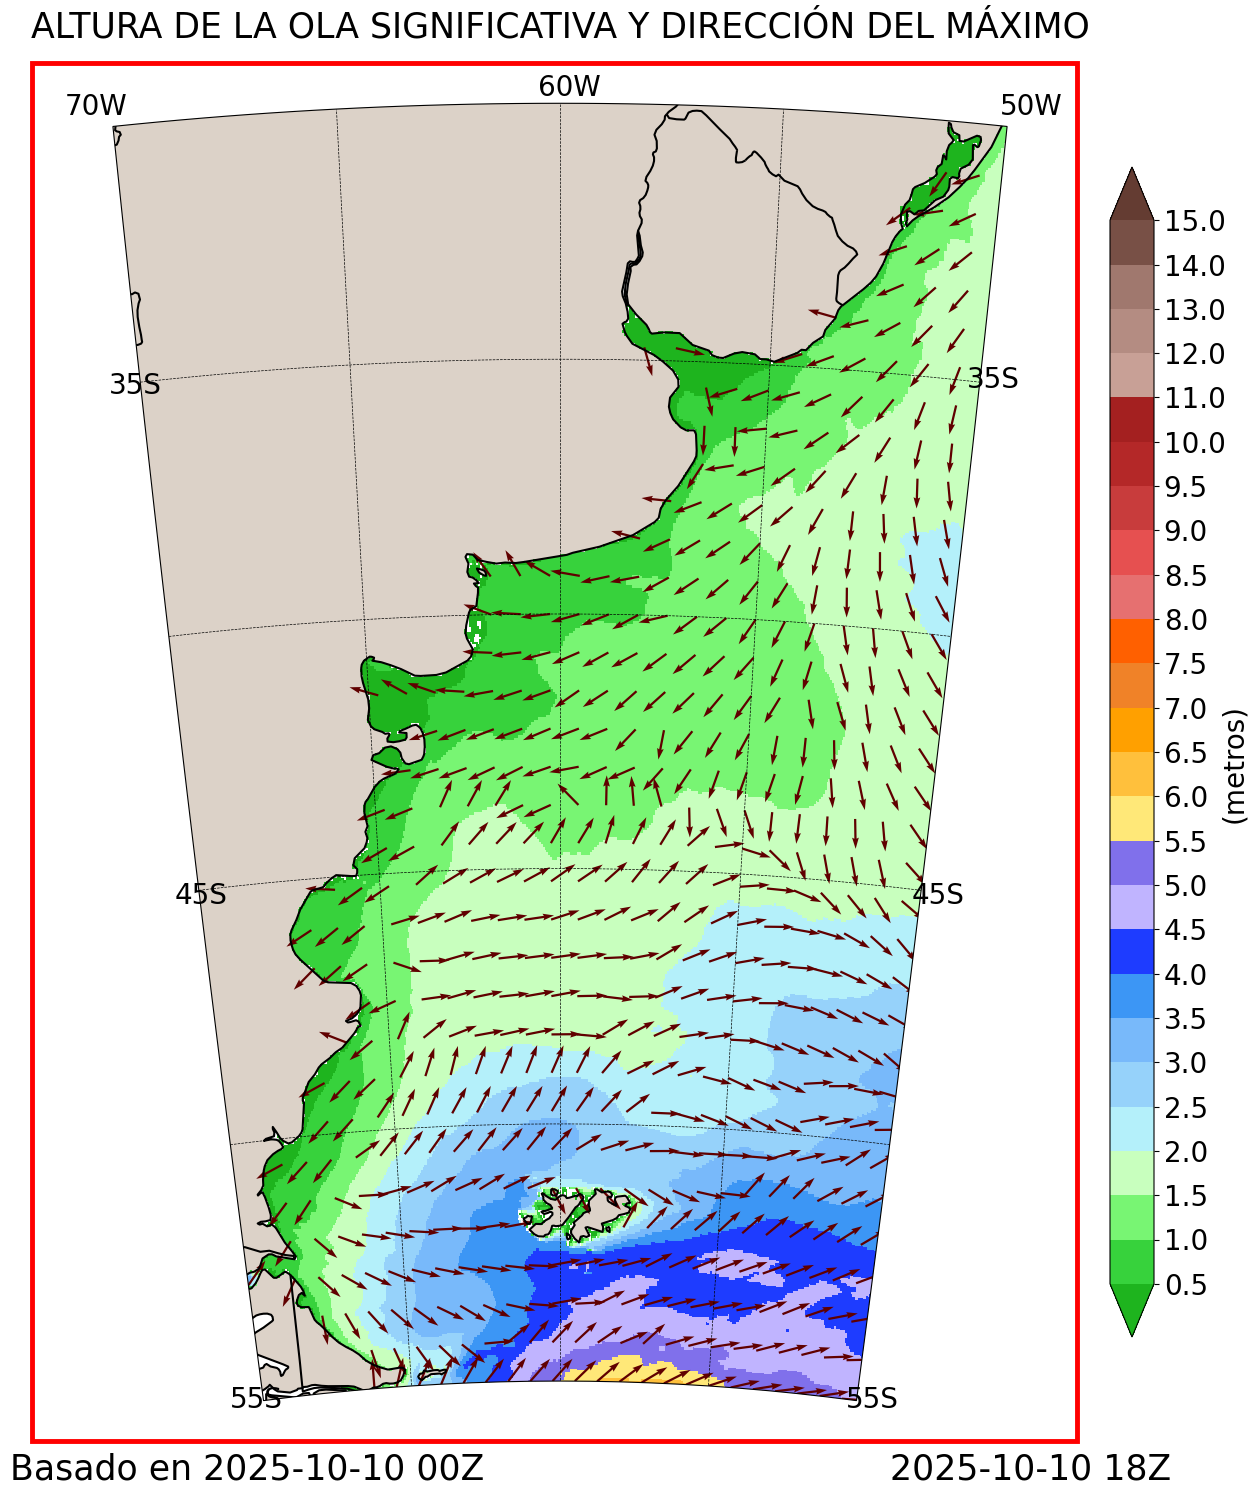 ALTURA DE LA OLA SIGNIFICATIVA Y DIRECCIÓN DEL MÁXIMO
70W
60W
50W
35S
35S
45S
45S
55S
55S
15.0
14.0
13.0
12.0
11.0
10.0
9.5
9.0
8.5
8.0
7.5
7.0
6.5
6.0
5.5
5.0
4.5
4.0
3.5
3.0
2.5
2.0
1.5
1.0
0.5
(metros)
Basado en 2025-10-10 00Z
2025-10-10 18Z